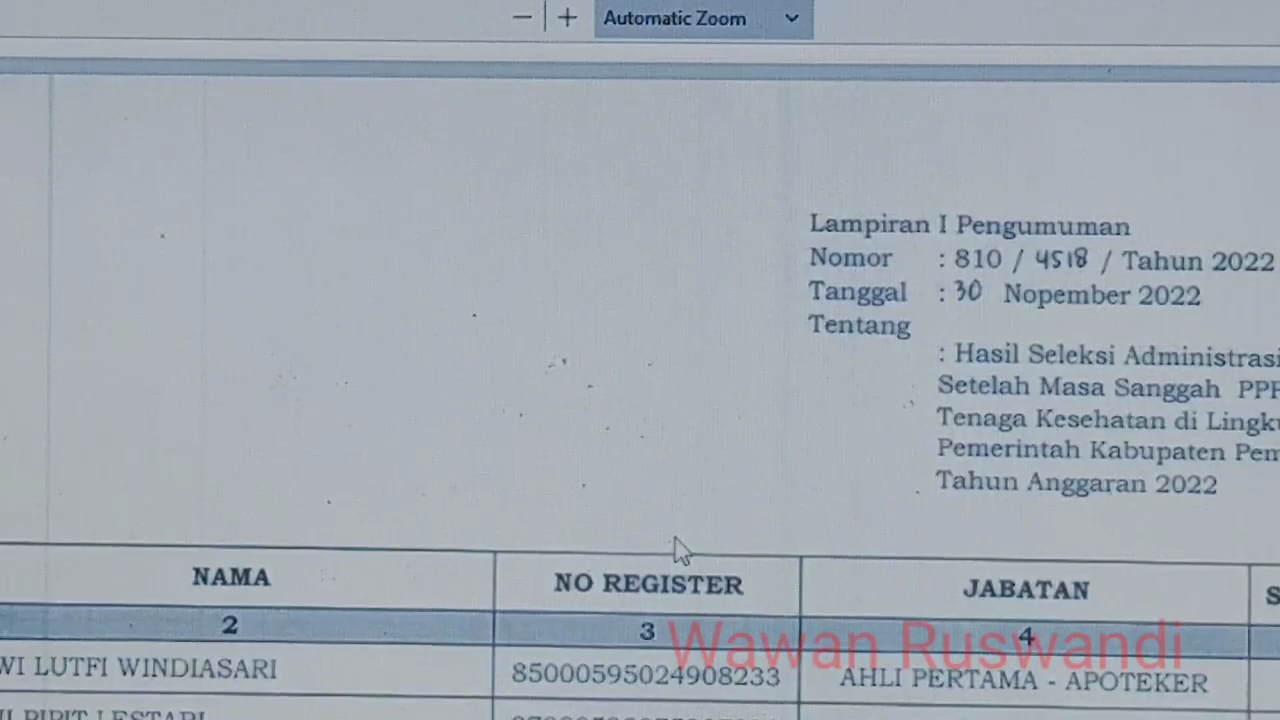 Automatic Zoom
Lampiran I Pengumuman
Nomor : 810 / 4518 / Tahun 2022
Tanggal : 30 Nopember 2022
Tentang
: Hasil Seleksi Administrasi
Setelah Masa Sanggah
Tenaga Kesehatan di
Pemerintah Kabupaten
Tahun Anggaran 2022
NAMA NO REGISTER JABATAN
2 3 4
Wawan Ruswandi
WI LUTFI WINDIASARI 85000595024908233 AHLI PERTAMA - APOTEKER